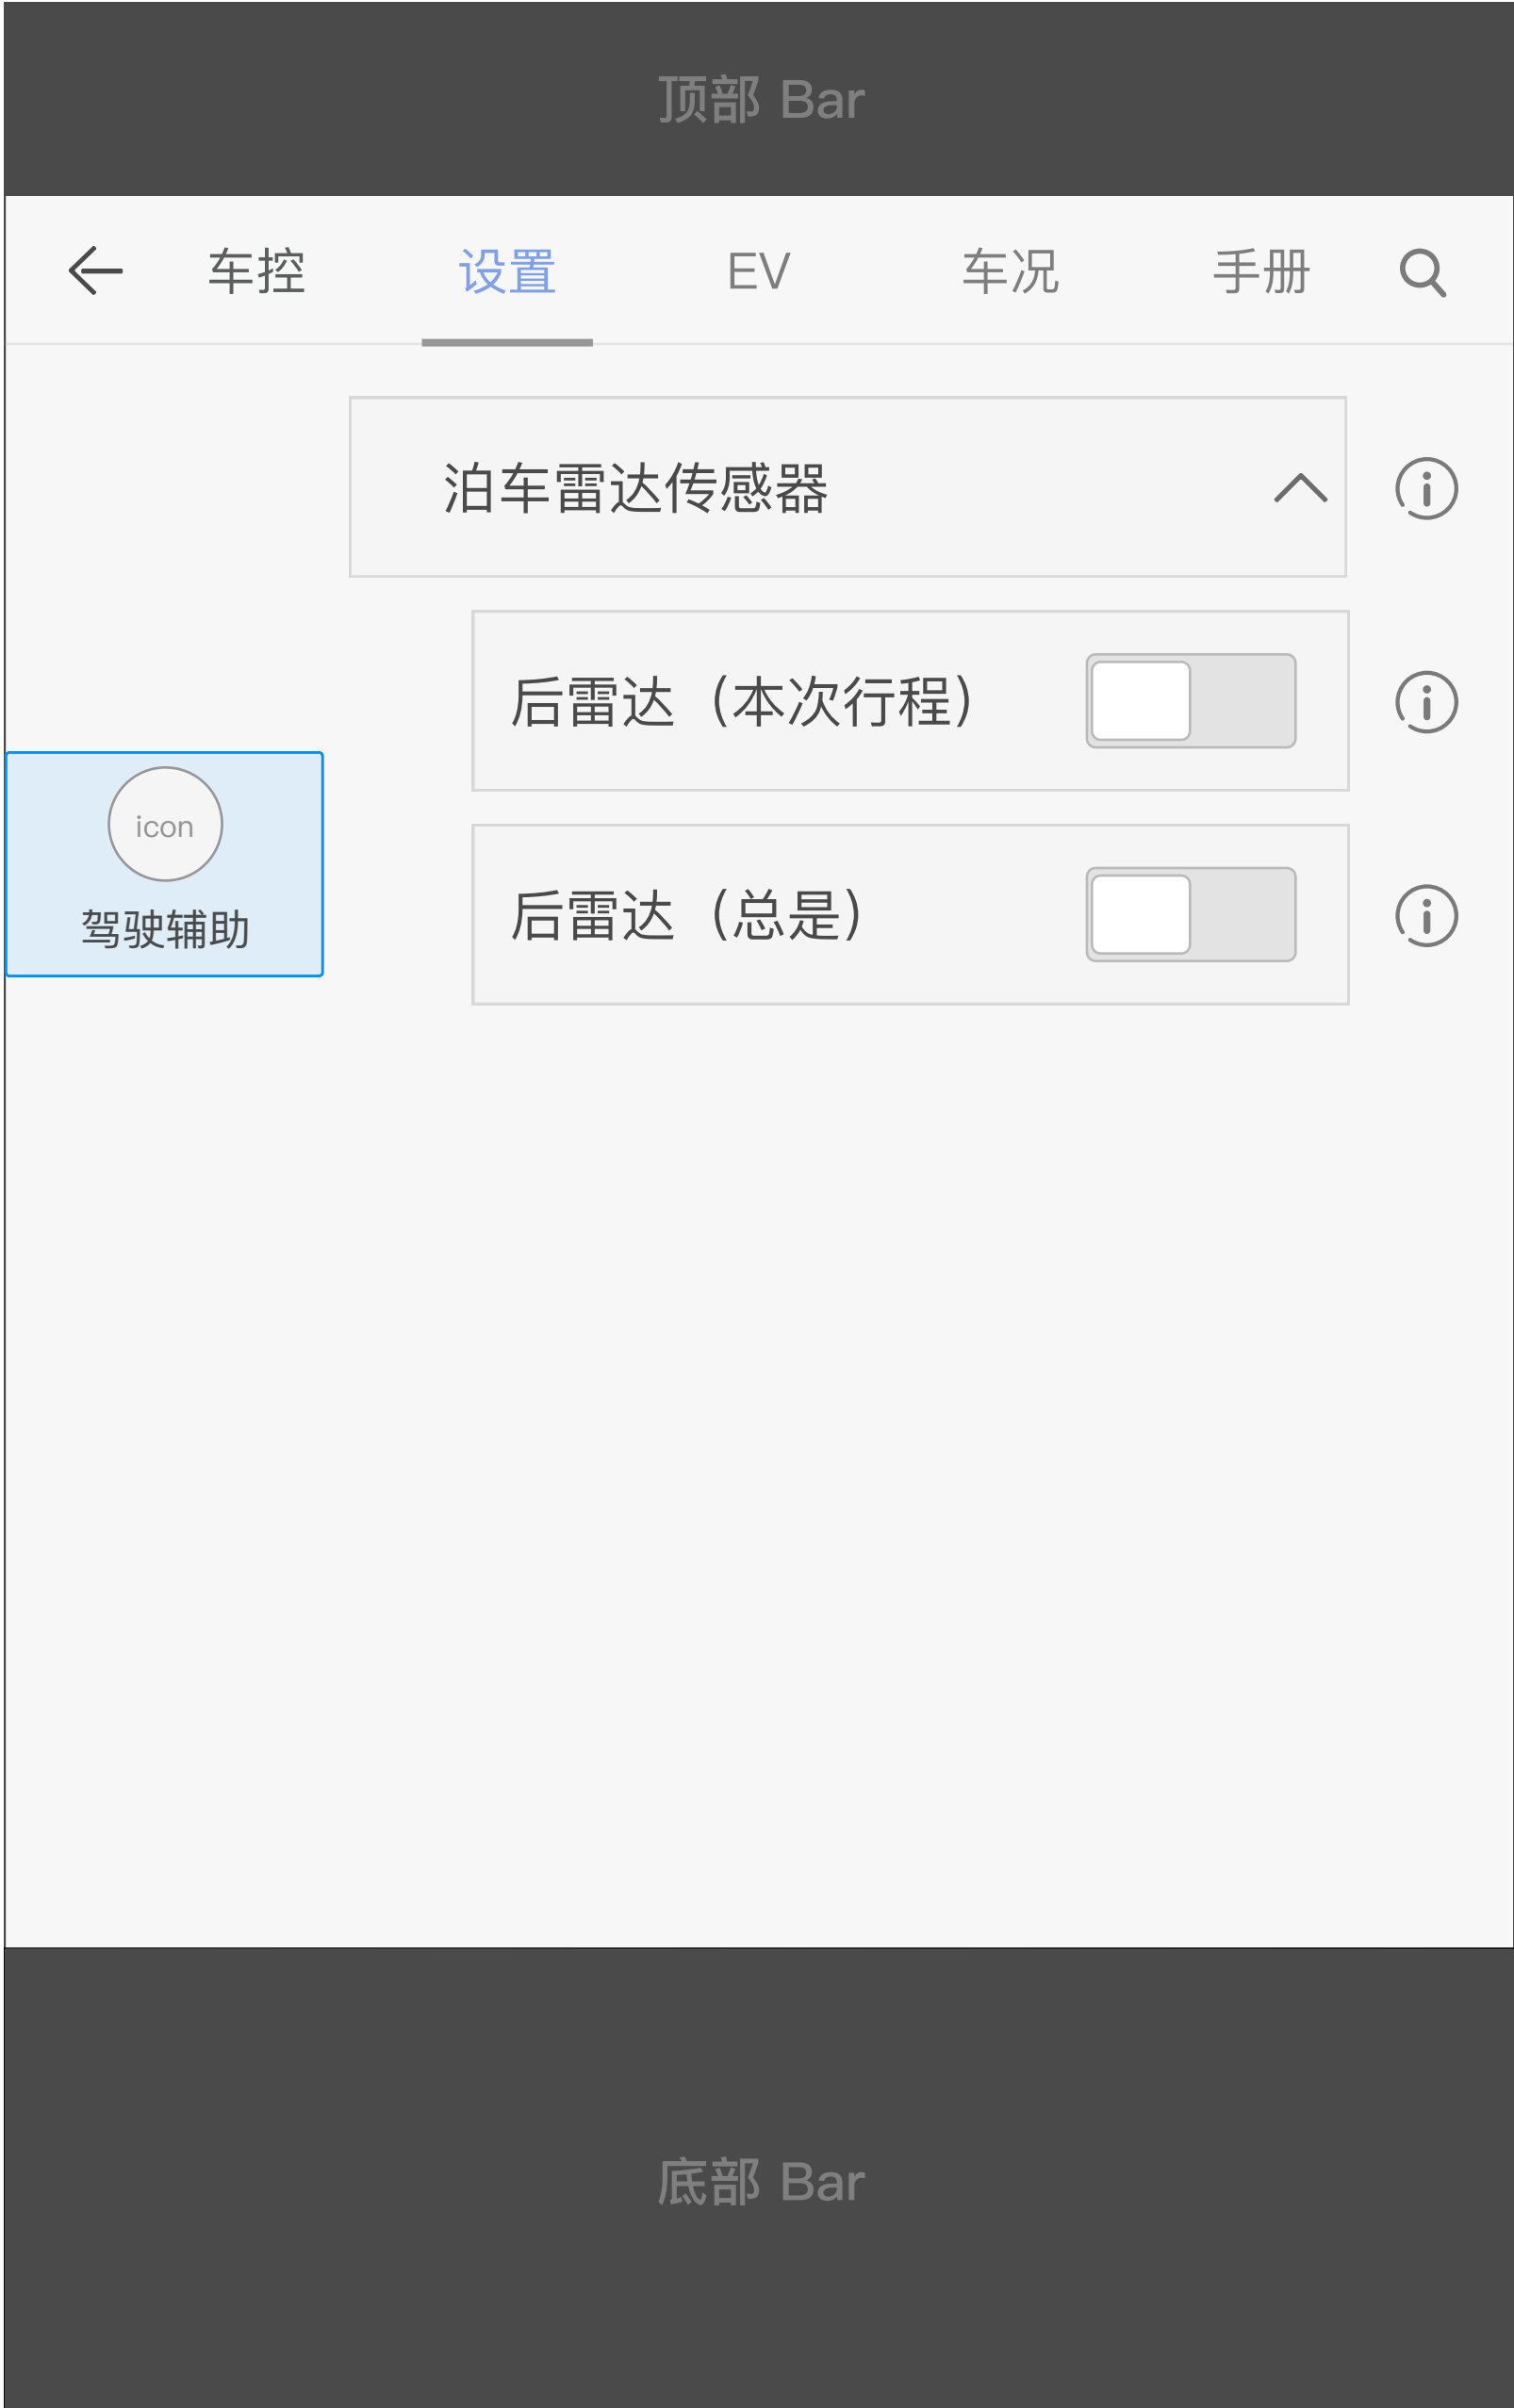 顶部 Bar
车控 设置 EV 车况 手册
泊车雷达传感器
后雷达（本次行程）
icon
驾驶辅助
后雷达（总是）
底部 Bar